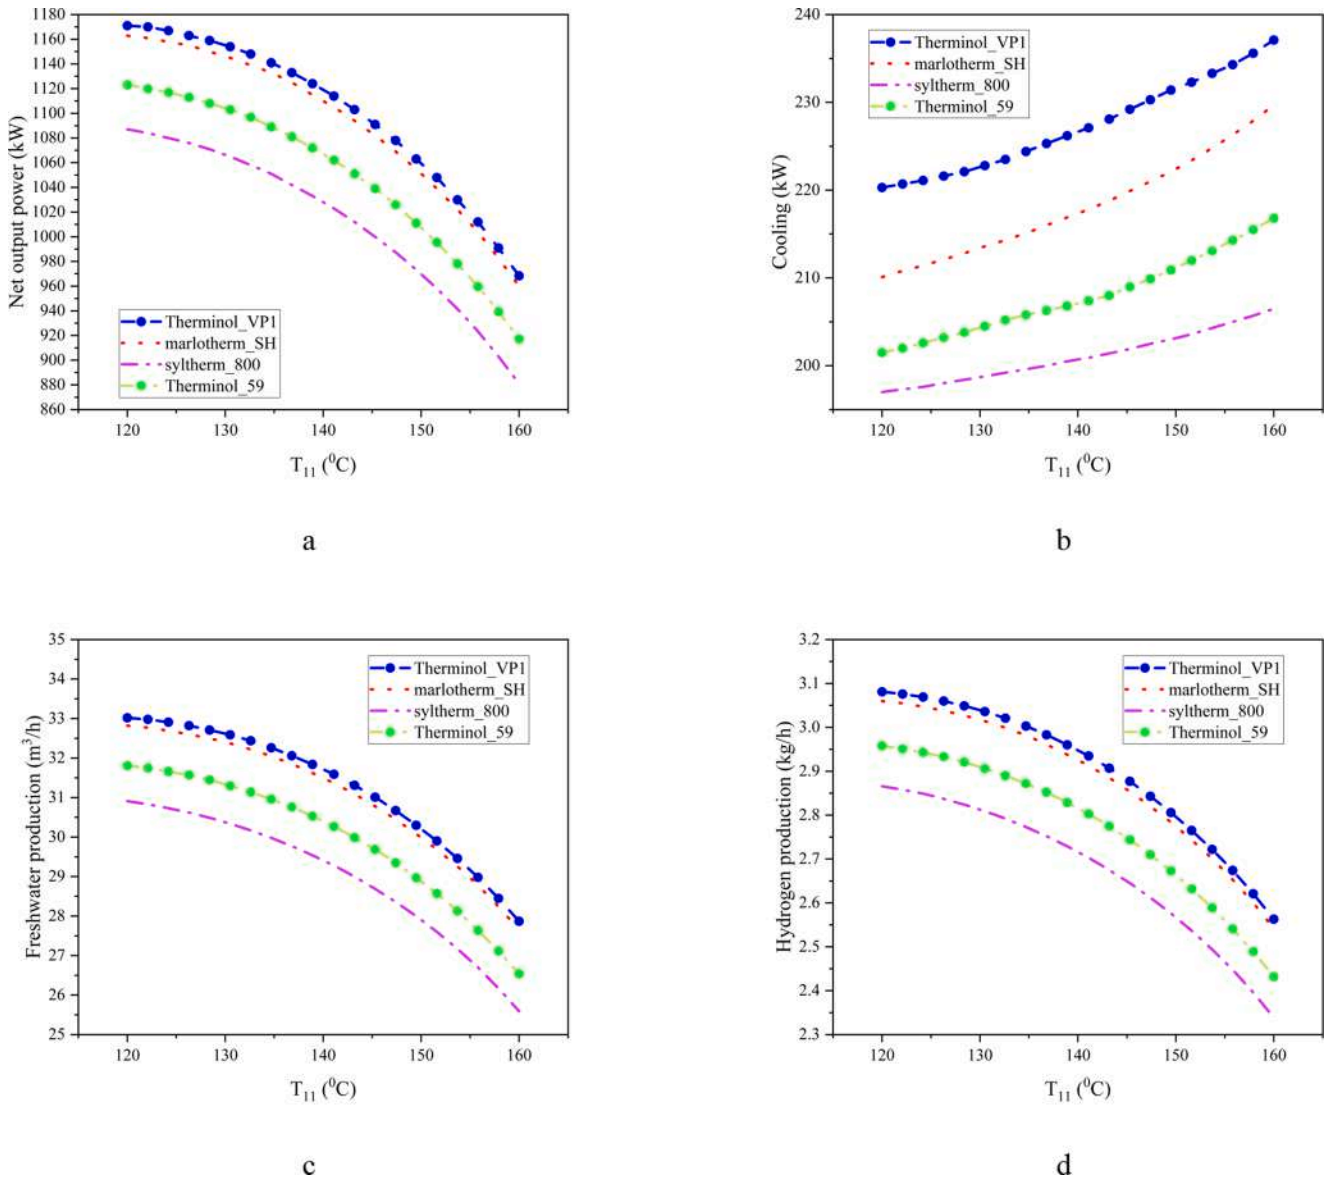 1180
1160
1140
1120
1100
1080
1060
1040
1020
1000
980
960
940
920
900
880
860
Net output power (kW)
Therminol_VP1
marlotherm_SH
syltherm_800
Therminol_59
120 130 140 150 160
T₁₁ (⁰C)
a
240
230
220
210
200
Cooling (kW)
Therminol_VP1
marlotherm_SH
syltherm_800
Therminol_59
120 130 140 150 160
T₁₁ (⁰C)
b
35
34
33
32
31
30
29
28
27
26
25
Freshwater production (m³/h)
Therminol_VP1
marlotherm_SH
syltherm_800
Therminol_59
120 130 140 150 160
T₁₁ (⁰C)
c
3.2
3.1
3.0
2.9
2.8
2.7
2.6
2.5
2.4
2.3
Hydrogen production (kg/h)
Therminol_VP1
marlotherm_SH
syltherm_800
Therminol_59
120 130 140 150 160
T₁₁ (⁰C)
d